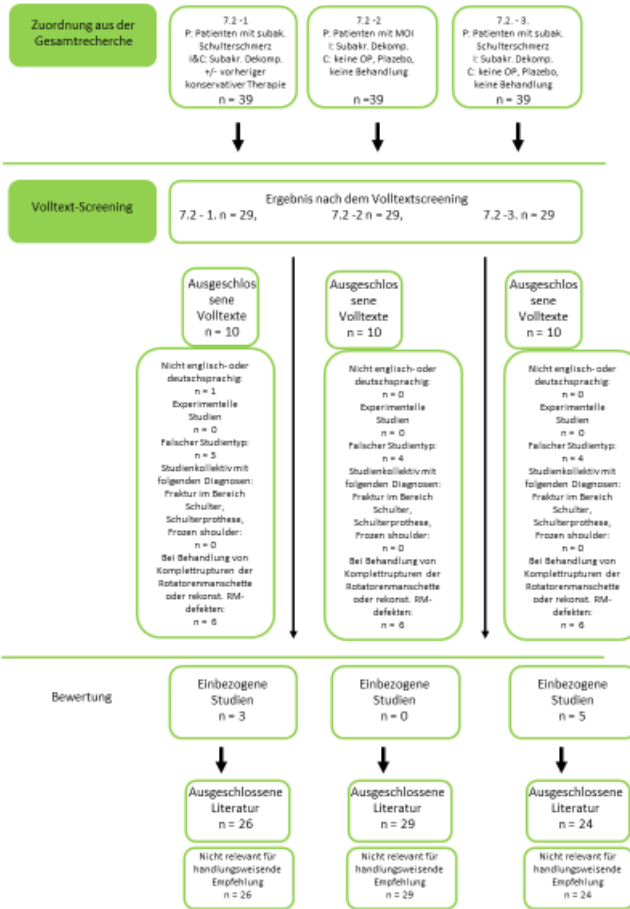 Zuordnung aus der
Gesamtrecherche
7.2 -1
P: Patienten mit subak.
Schulterschmerz
I&C: Subakr. Dekomp.
+/- vorheriger
konservativer Therapie
n = 39
7.2 -2
P: Patienten mit MOI
I: Subakr. Dekomp.
C: keine OP, Plazebo,
keine Behandlung
n =39
7.2. - 3.
P: Patienten mit subak.
Schulterschmerz
I: Subakr. Dekomp.
C: keine OP, Plazebo,
keine Behandlung
n = 39
Volltext-Screening
Ergebnis nach dem Volltextscreening
7.2 - 1. n = 29, 7.2 -2 n = 29, 7.2 -3. n = 29
Ausgeschlos
sene
Volltexte
n = 10
Ausgeschlos
sene
Volltexte
n = 10
Ausgeschlos
sene
Volltexte
n = 10
Nicht englisch- oder
deutschsprachig:
n = 1
Experimentelle
Studien
n = 0
Falscher Studientyp:
n = 3
Studienkollektiv mit
folgenden Diagnosen:
Fraktur im Bereich
Schulter,
Schulterprothese,
Frozen shoulder:
n = 0
Bei Behandlung von
Komplettrupturen der
Rotatorenmanschette
oder rekonst. RM-
defekten:
n = 6
Nicht englisch- oder
deutschsprachig:
n = 0
Experimentelle
Studien
n = 0
Falscher Studientyp:
n = 4
Studienkollektiv mit
folgenden Diagnosen:
Fraktur im Bereich
Schulter,
Schulterprothese,
Frozen shoulder:
n = 0
Bei Behandlung von
Komplettrupturen der
Rotatorenmanschette
oder rekonst. RM-
defekten:
n = 6
Nicht englisch- oder
deutschsprachig:
n = 0
Experimentelle
Studien
n = 0
Falscher Studientyp:
n = 4
Studienkollektiv mit
folgenden Diagnosen:
Fraktur im Bereich
Schulter,
Schulterprothese,
Frozen shoulder:
n = 0
Bei Behandlung von
Komplettrupturen der
Rotatorenmanschette
oder rekonst. RM-
defekten:
n = 6
Bewertung
Einbezogene
Studien
n = 3
Einbezogene
Studien
n = 0
Einbezogene
Studien
n = 5
Ausgeschlossene
Literatur
n = 26
Ausgeschlossene
Literatur
n = 29
Ausgeschlossene
Literatur
n = 24
Nicht relevant für
handlungsweisende
Empfehlung
n = 26
Nicht relevant für
handlungsweisende
Empfehlung
n = 29
Nicht relevant für
handlungsweisende
Empfehlung
n = 24